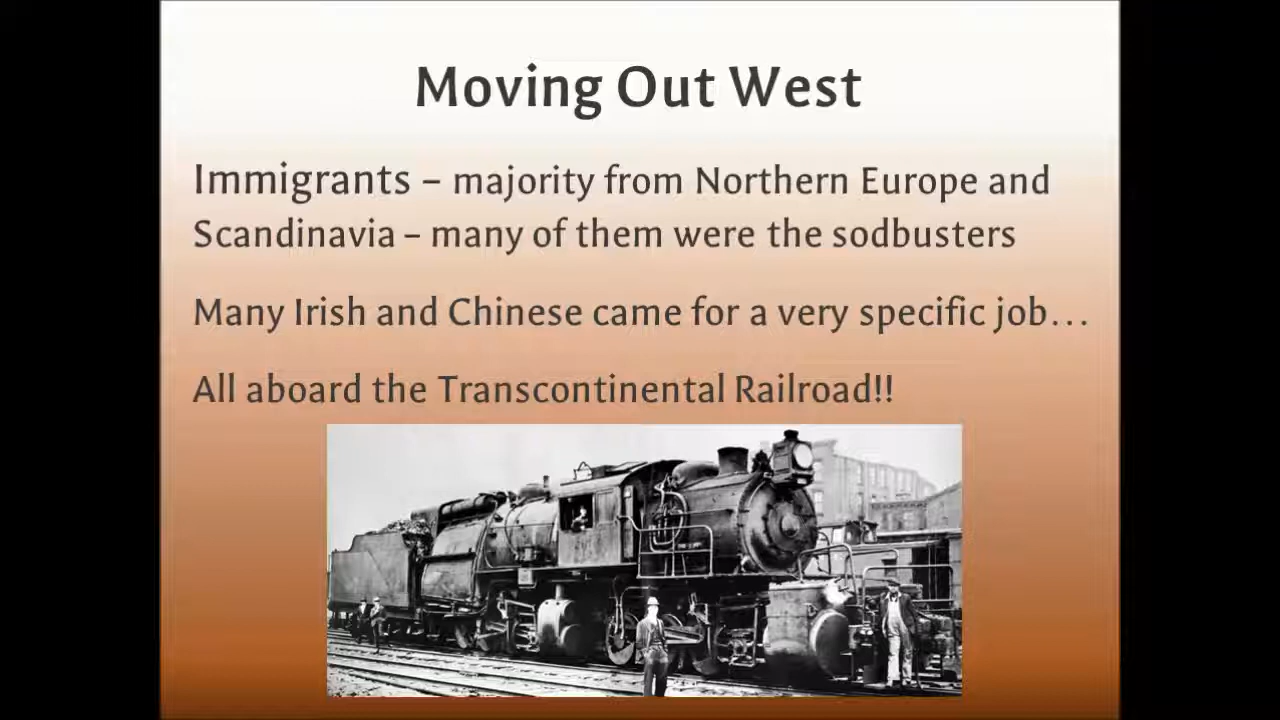 Moving Out West
Immigrants – majority from Northern Europe and
Scandinavia – many of them were the sodbusters
Many Irish and Chinese came for a very specific job…
All aboard the Transcontinental Railroad!!